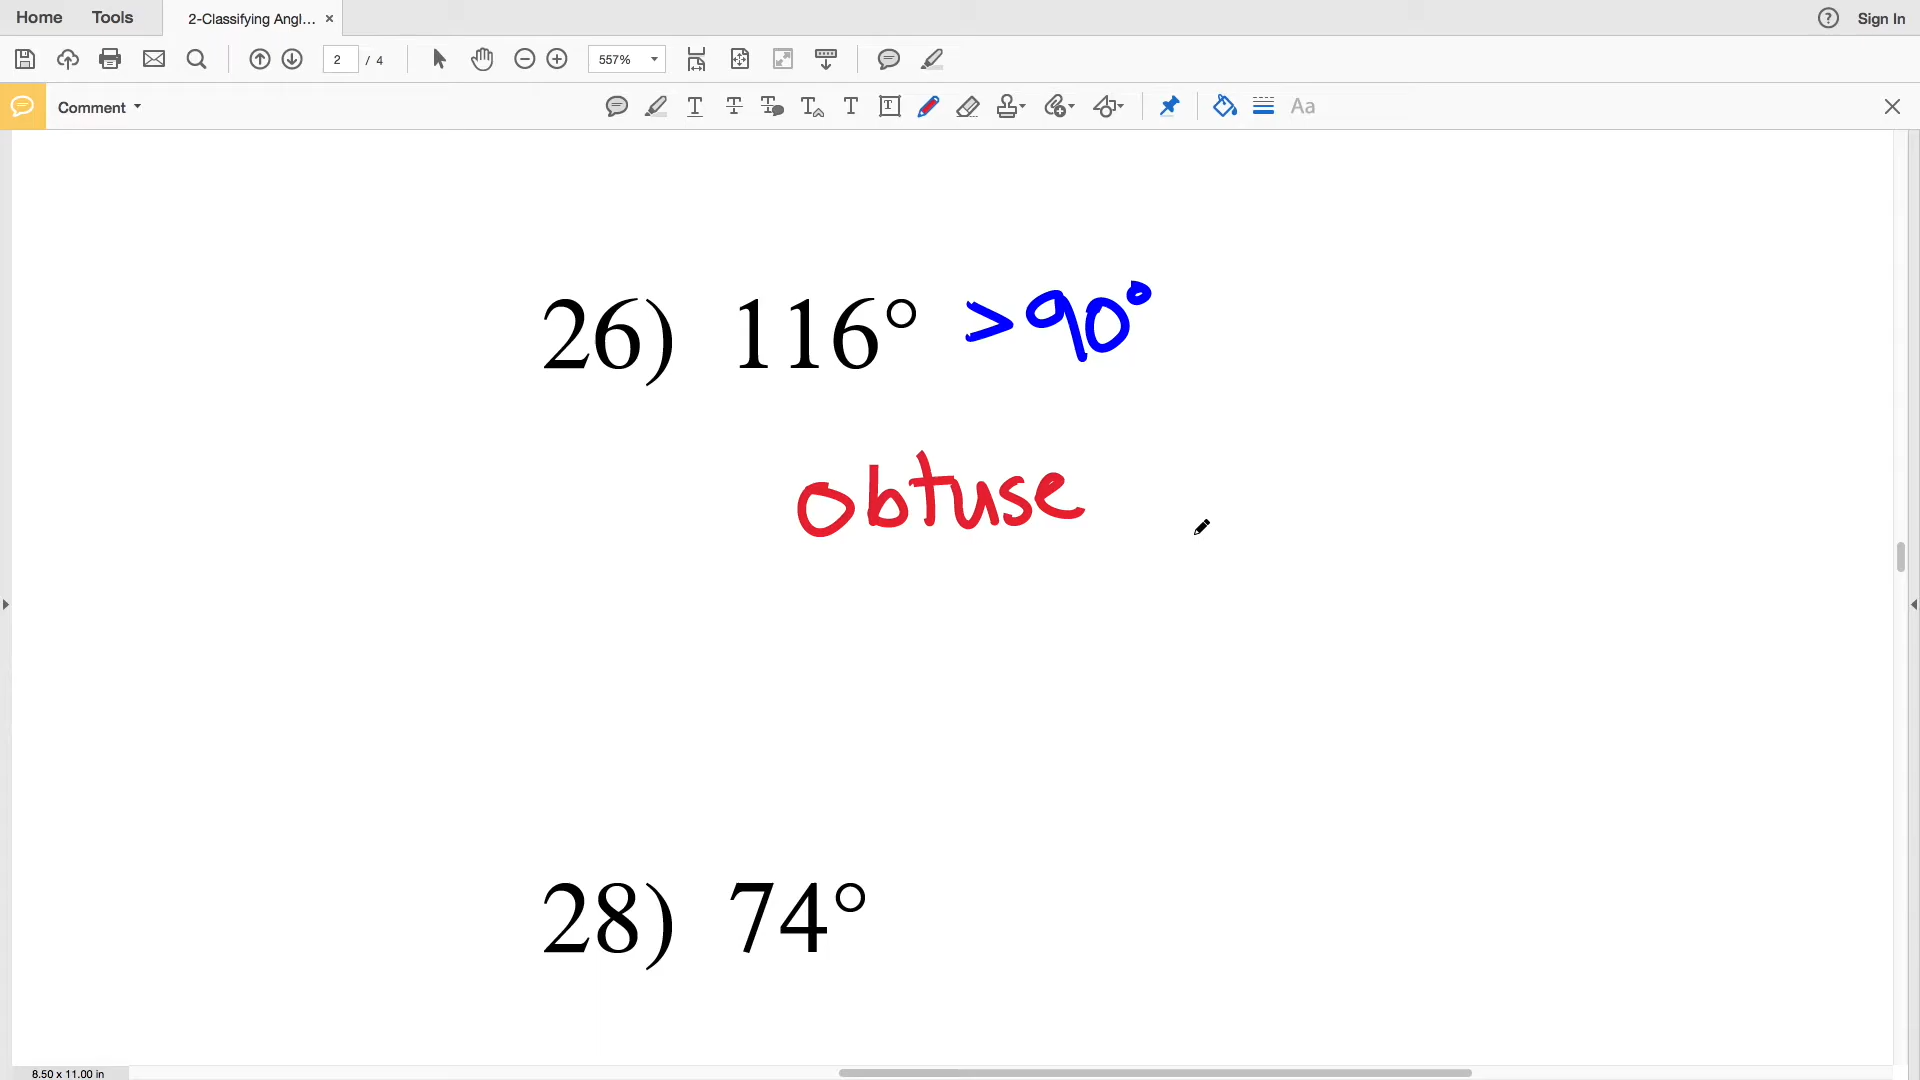 Home Tools 2-Classifying Angl... × ? Sign In
2 / 4 557%
Comment T T T T T T Aa
26) 116° >90°
obtuse
28) 74°
8.50 x 11.00 in